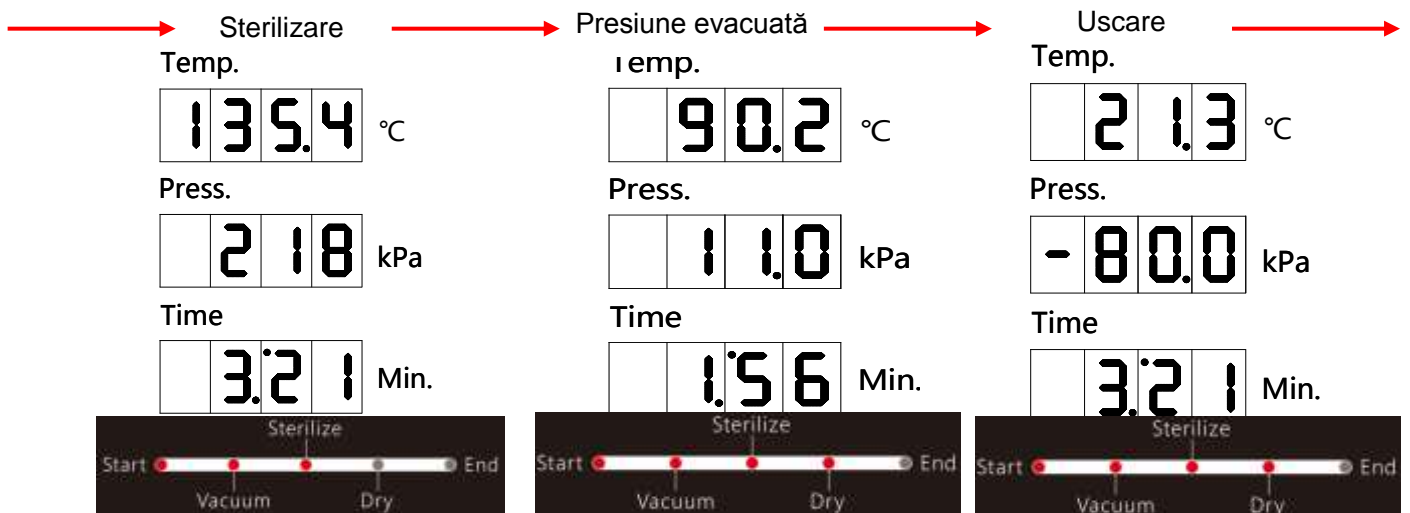 Sterilizare
Temp.
135.4 °C
Press.
218 kPa
Time
3:21 Min.
Sterilize
Start End
Vacuum Dry
Presiune evacuată
Temp.
90.2 °C
Press.
11.0 kPa
Time
1:56 Min.
Sterilize
Start End
Vacuum Dry
Uscare
Temp.
21.3 °C
Press.
-80.0 kPa
Time
3:21 Min.
Sterilize
Start End
Vacuum Dry